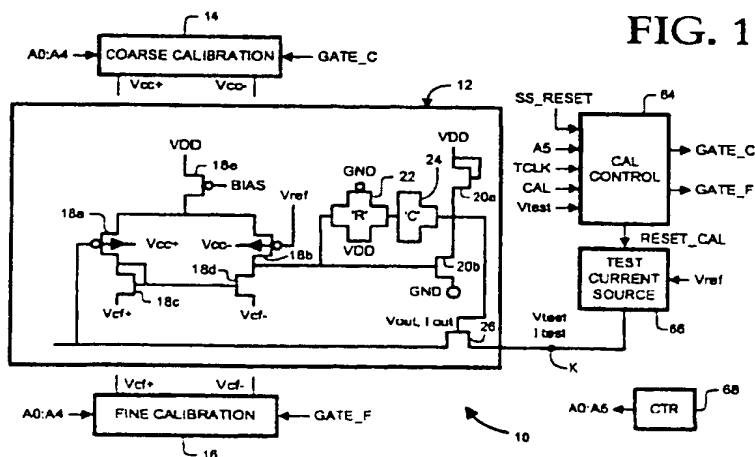 FIG. 1
14
A0:A4
COARSE CALIBRATION
GATE_C
Vcc+
Vcc-
12
64
SS_RESET
A5
TCLK
CAL
Vtest
CAL CONTROL
GATE_C
GATE_F
RESET_CAL
VDD
18e
BIAS
Vref
18a
Vcc+
Vcc-
18b
18c
18d
Vcf+
Vcf-
GND
22
"R"
VDD
24
"C"
VDD
20a
20b
GND
Vout, I out
26
Vtest
I test
K
TEST CURRENT SOURCE
Vref
66
Vcf+
Vcf-
A0:A4
FINE CALIBRATION
GATE_F
16
10
A0:A5
CTR
68